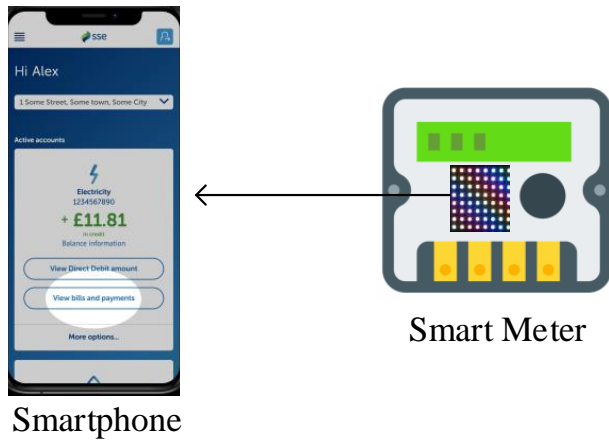 sse
Hi Alex
1 Some Street, Some town, Some City
Active accounts
Electricity
1234567890
+ £11.81
in credit
Balance information
View Direct Debit amount
View bills and payments
More options...
Smartphone
Smart Meter